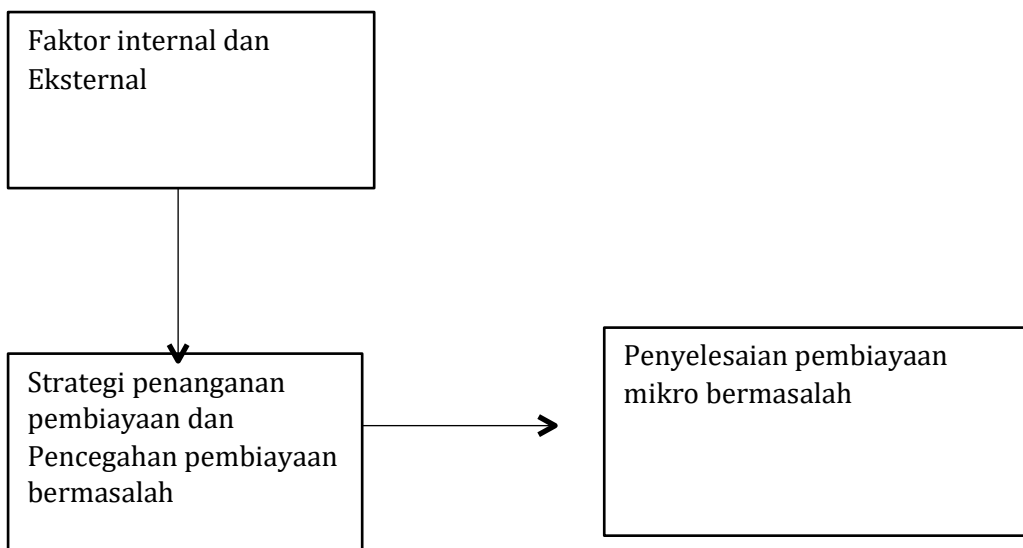 Faktor internal dan
Eksternal
Strategi penanganan
pembiayaan dan
Pencegahan pembiayaan
bermasalah
Penyelesaian pembiayaan
mikro bermasalah